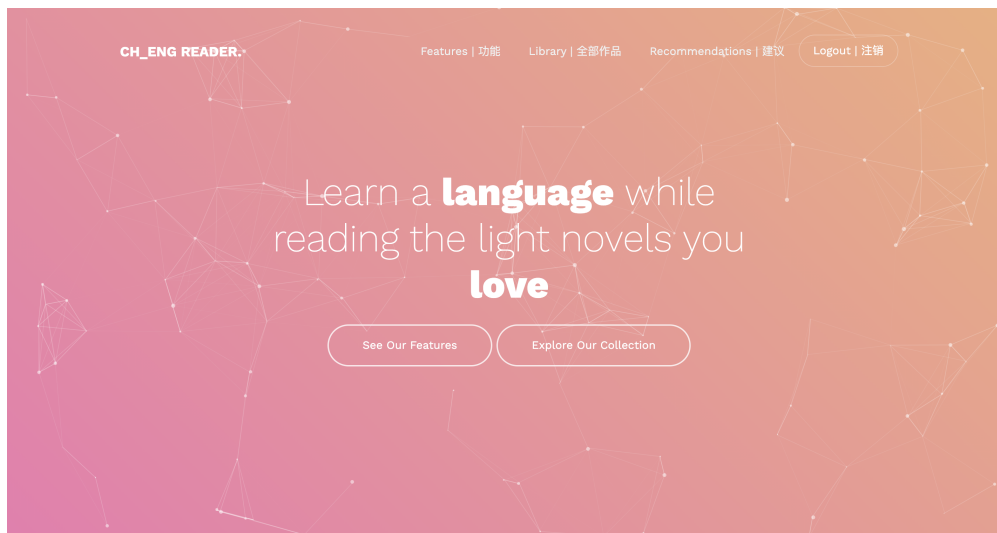 CH_ENG READER.
Features | 功能
Library | 全部作品
Recommendations | 建议
Logout | 注销
Learn a language while
reading the light novels you
love
See Our Features
Explore Our Collection